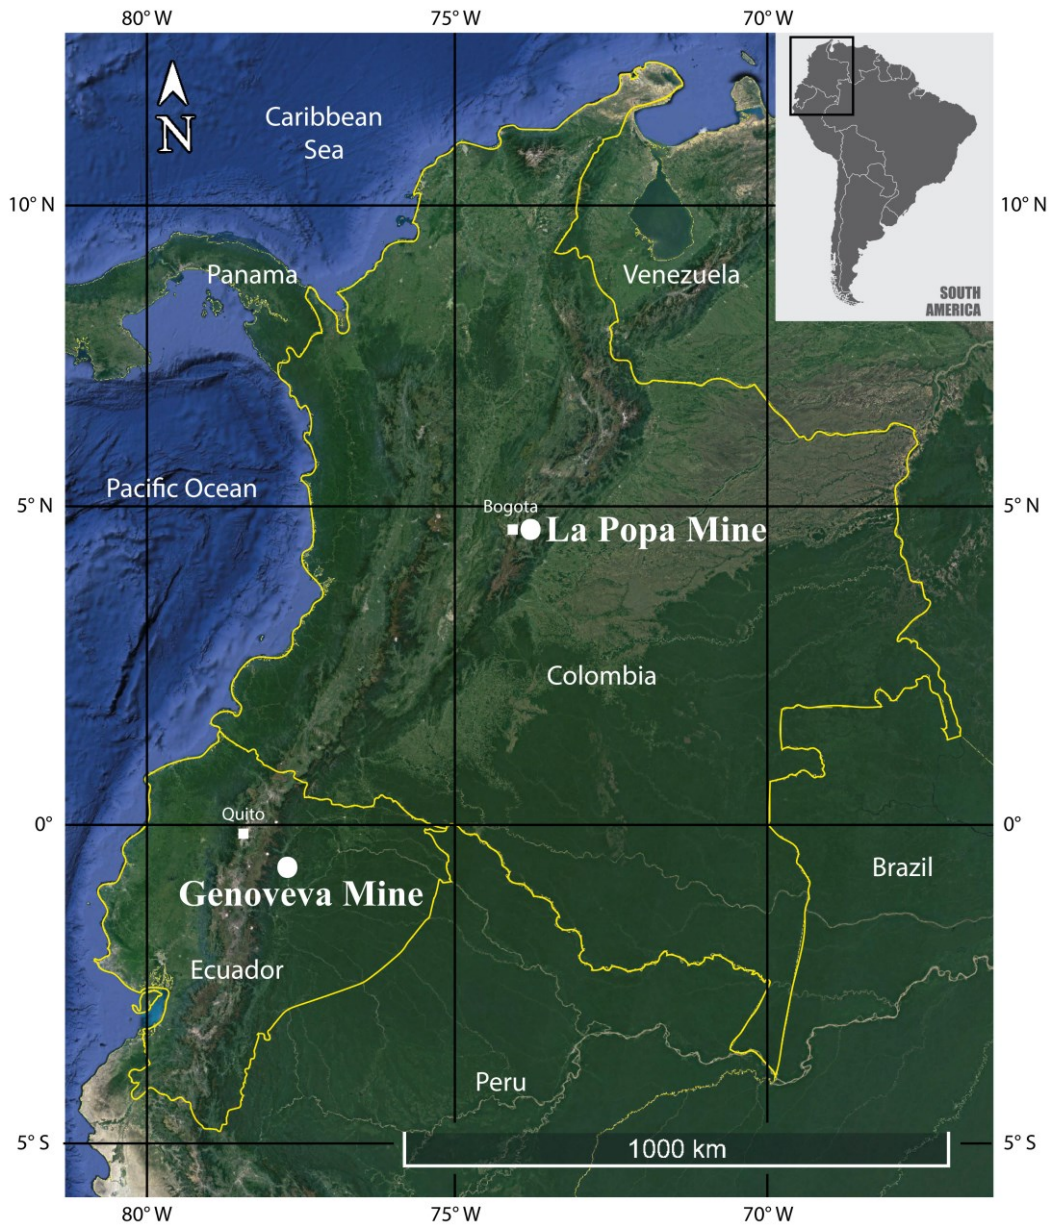 80° W
75° W
70° W
N
Caribbean
Sea
10° N
10° N
Panama
Venezuela
SOUTH
AMERICA
Pacific Ocean
5° N
5° N
Bogota
La Popa Mine
Colombia
Quito
0°
0°
Genoveva Mine
Brazil
Ecuador
Peru
5° S
1000 km
5° S
80° W
75° W
70° W